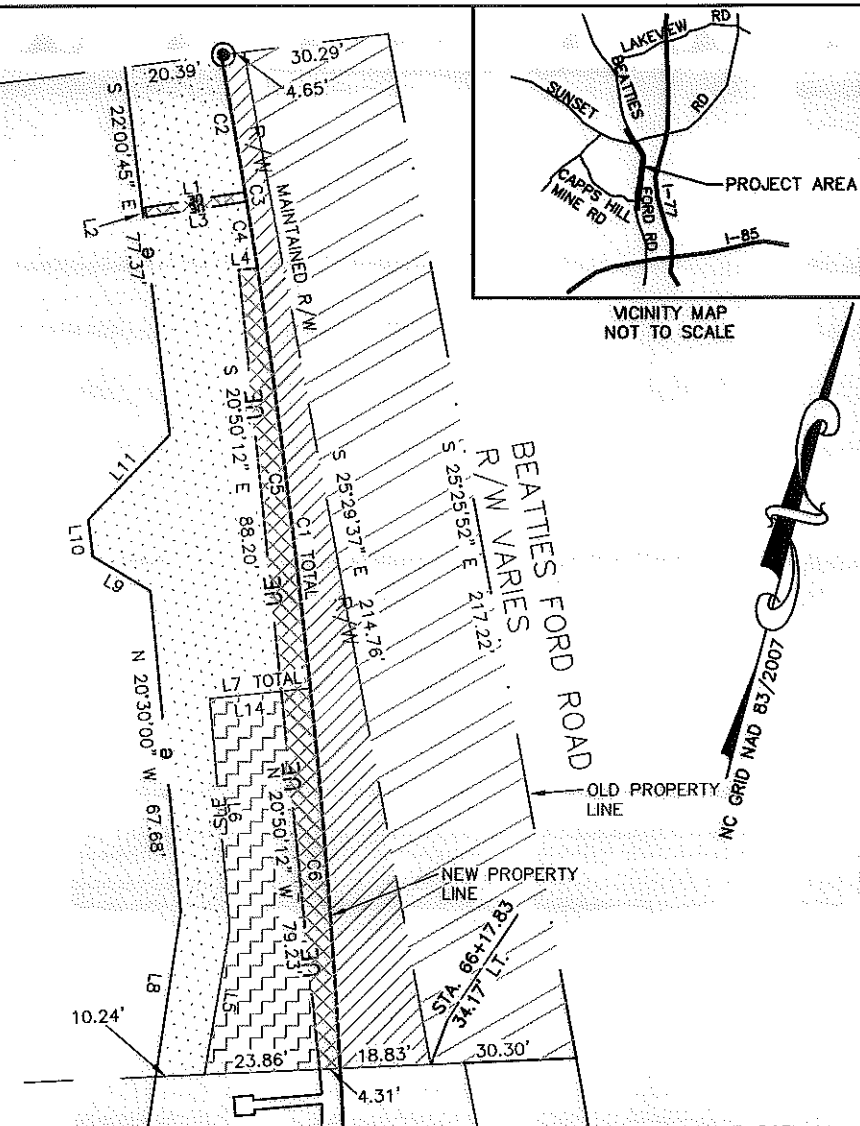 LAKEVIEW
RD
BEATTIES
SUNSET
RD
CAPPS HILL
MINE RD
FORD RD
I-77
PROJECT AREA
I-85
VICINITY MAP
NOT TO SCALE
NC GRID NAD 83/2007
20.39'
30.29'
4.65'
S 22°00'45" E 77.37'
e
C2
R/W
MAINTAINED R/W
C3
L2
C4
L4
S 20°50'12" E 88.20'
UE
C5
UE
C1 TOTAL
S 25°29'37" E 214.76'
R/W
S 25°25'52" E 217.22'
BEATTIES FORD ROAD
R/W VARIES
L11
L10
L9
N 20°30'00" W 67.68'
e
L7 TOTAL
L14
UE
L6
SUE
N 20°50'12" W 79.23'
C6
UE
OLD PROPERTY
LINE
NEW PROPERTY
LINE
STA. 66+17.83
34.17' LT.
L8
L5
10.24'
23.86'
18.83'
30.30'
4.31'